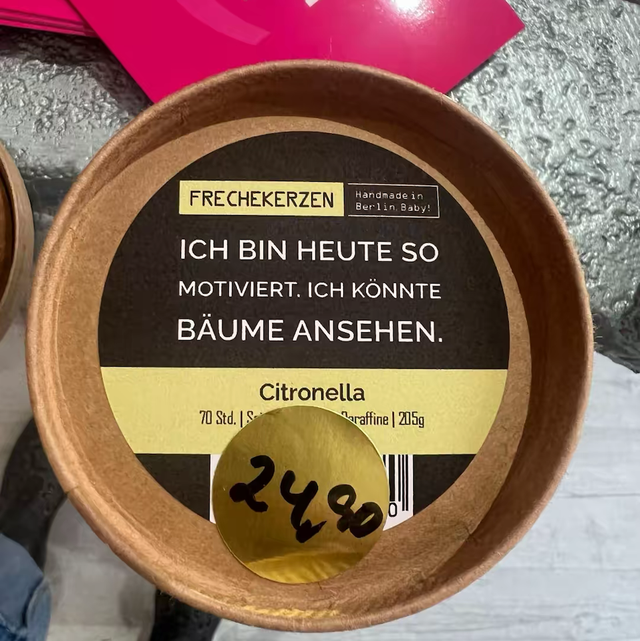 FRECHEKERZEN
Handmade in
Berlin Baby!
ICH BIN HEUTE SO
MOTIVIERT. ICH KÖNNTE
BÄUME ANSEHEN.
Citronella
70 Std. | Paraffine | 205g
24,90
0